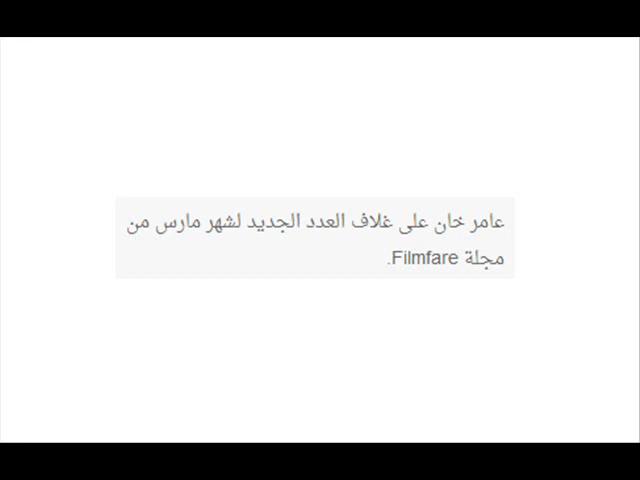 عامر خان على غلاف العدد الجديد لشهر مارس من
مجلة Filmfare.